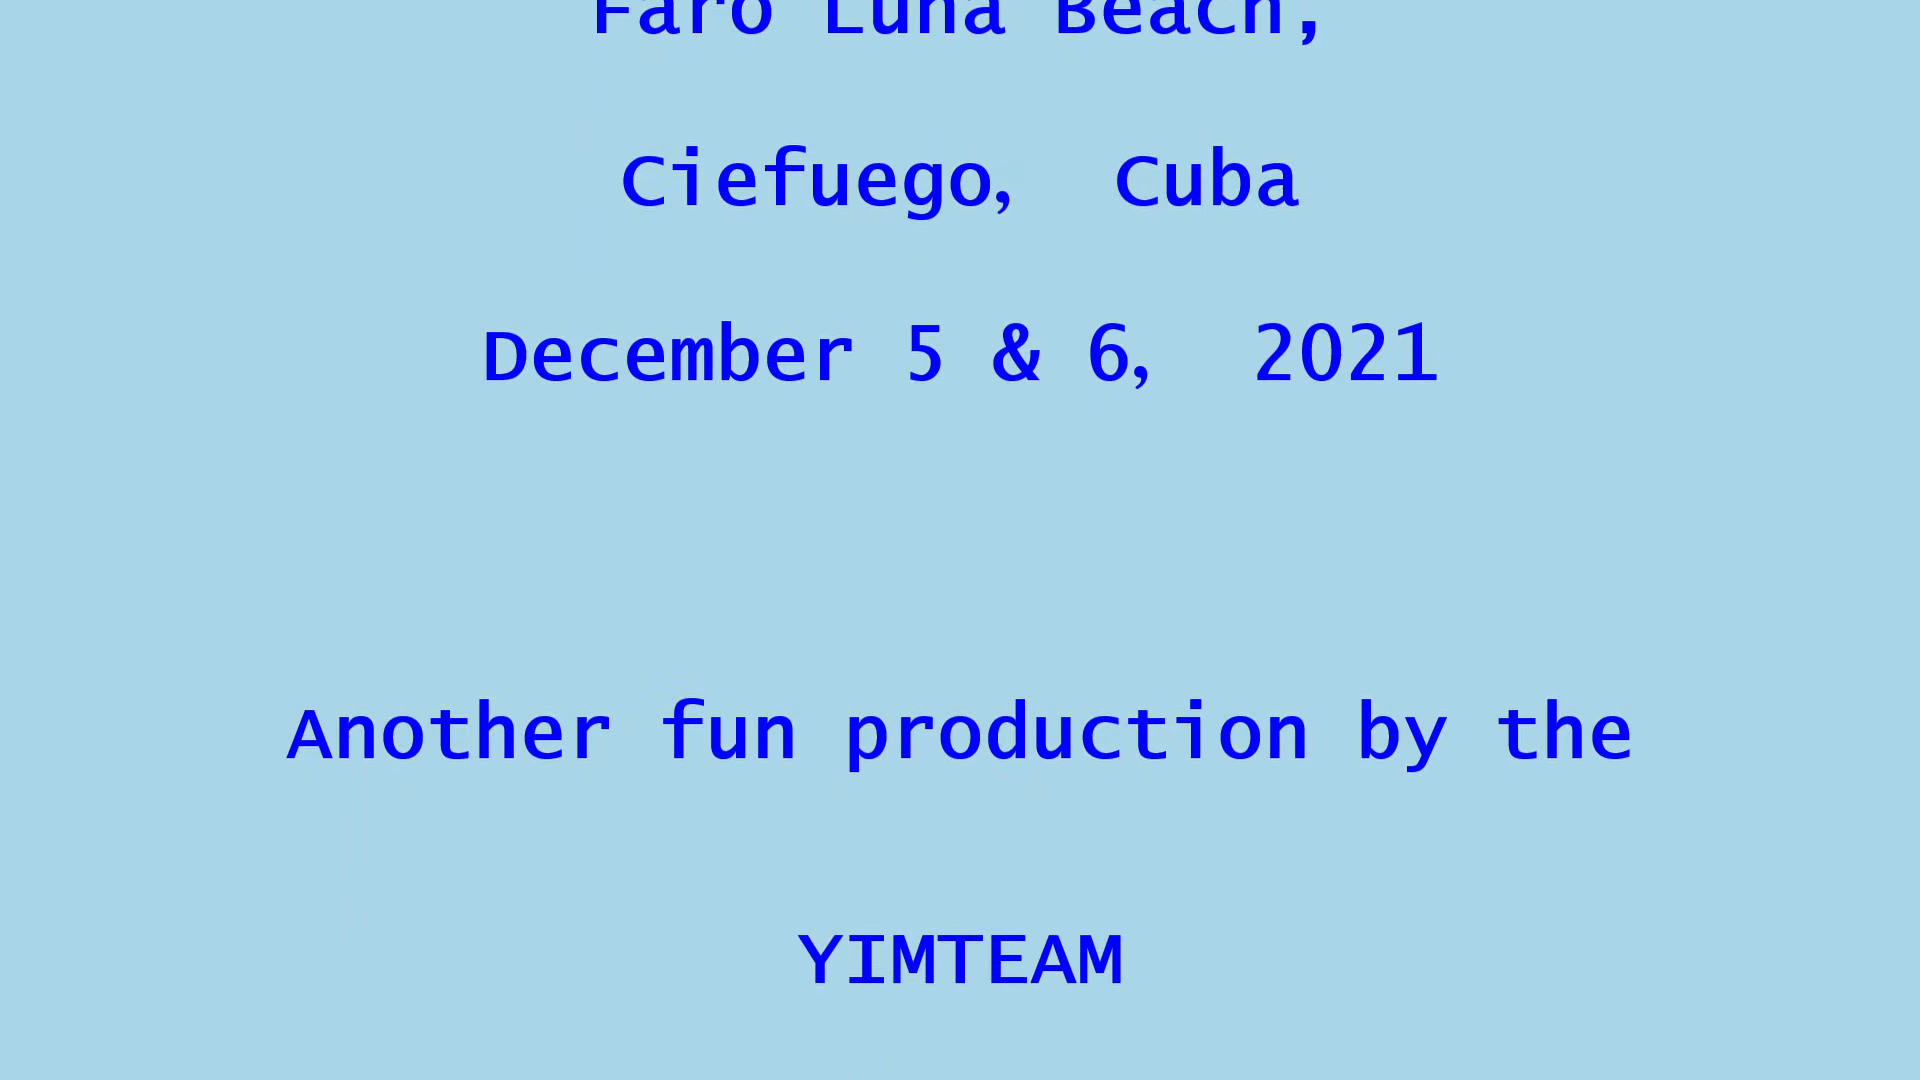 Faro Luna Beach,
Ciefuego, Cuba
December 5 & 6, 2021
Another fun production by the
YIMTEAM